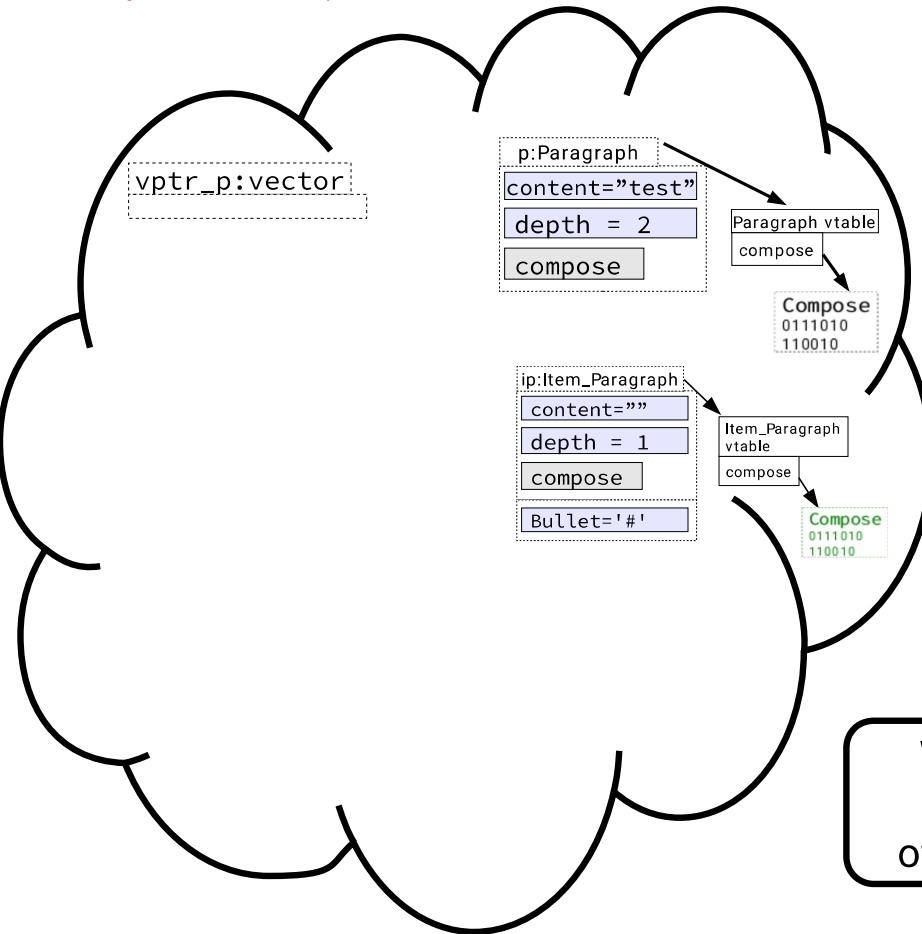 vptr_p:vector
p:Paragraph
content=”test”
depth = 2
compose
Paragraph vtable
compose
Compose
0111010
110010
ip:Item_Paragraph
content=””
depth = 1
compose
Bullet='#'
Item_Paragraph
vtable
compose
Compose
0111010
110010